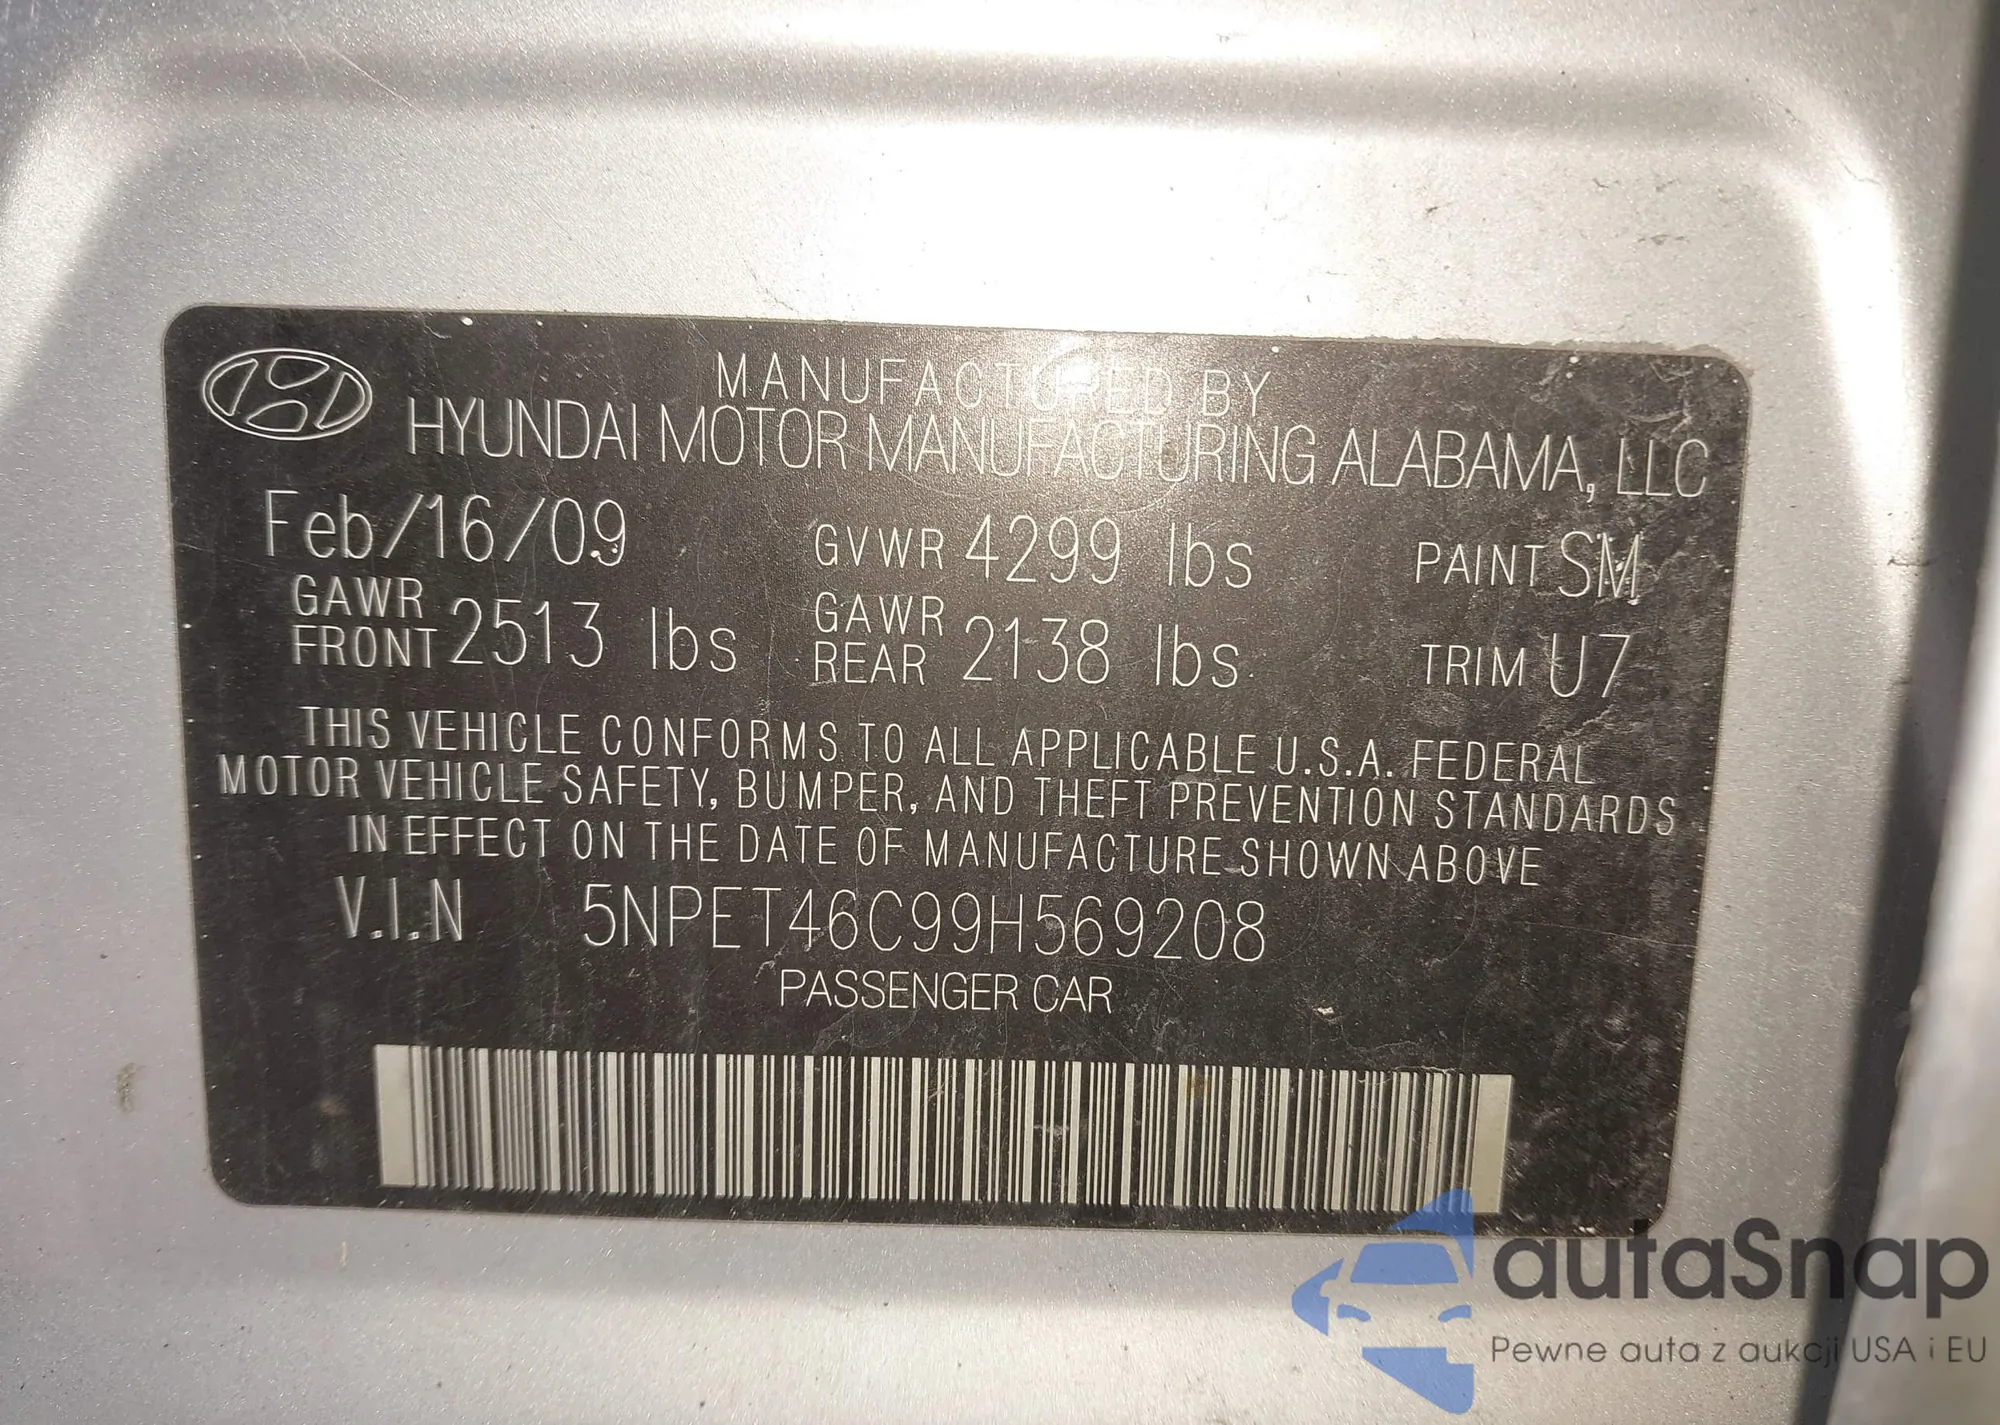 MANUFACTURED BY
HYUNDAI MOTOR MANUFACTURING ALABAMA, LLC
Feb/16/09 GVWR 4299 lbs PAINT SM
GAWR FRONT 2513 lbs GAWR REAR 2138 lbs TRIM U7
THIS VEHICLE CONFORMS TO ALL APPLICABLE U.S.A. FEDERAL
MOTOR VEHICLE SAFETY, BUMPER, AND THEFT PREVENTION STANDARDS
IN EFFECT ON THE DATE OF MANUFACTURE SHOWN ABOVE
V.I.N 5NPET46C99H569208
PASSENGER CAR
autaSnap
Pewne auta z aukcji USA i EU